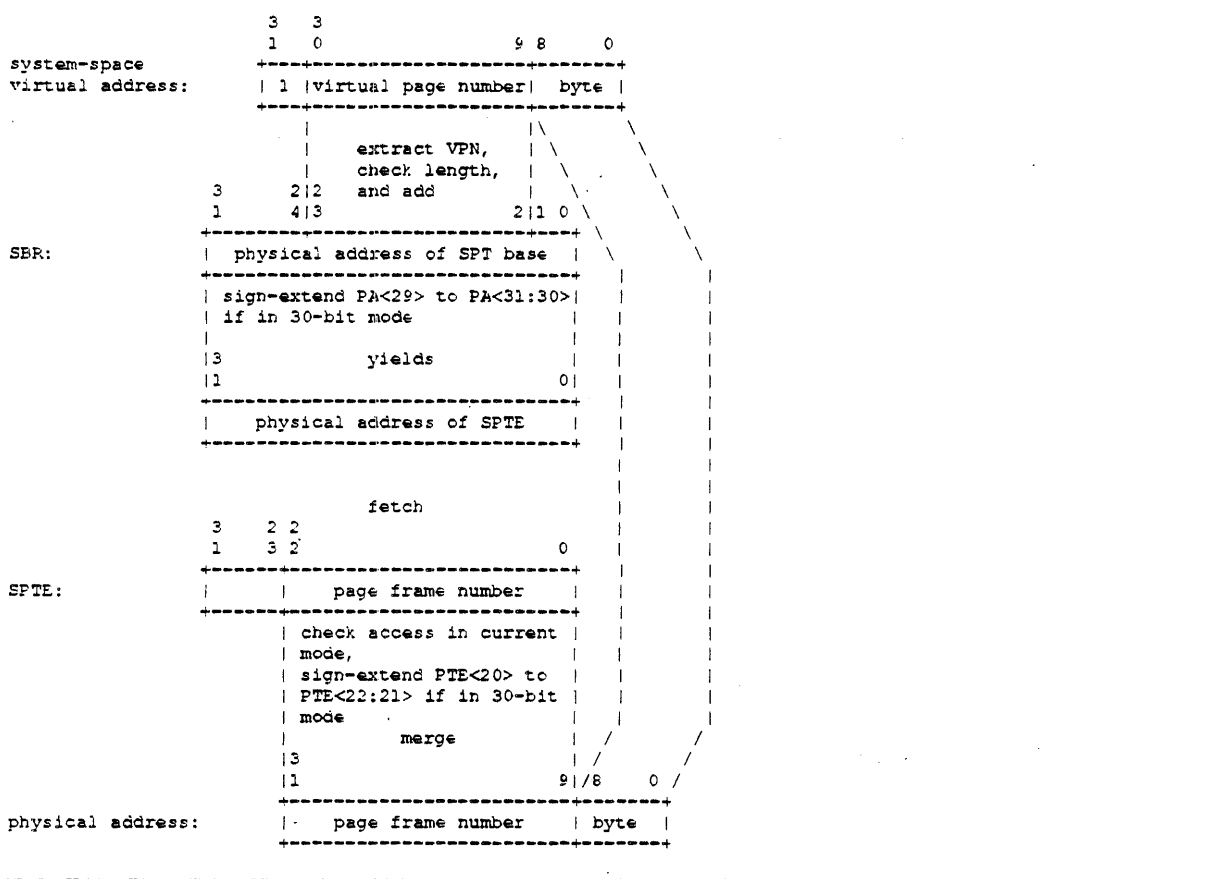 3 3
1 0 9 8 0
system-space +----+----------------------+--------+
virtual address: | 1 |virtual page number| byte |
+----+----------------------+--------+
| |\ \
| extract VPN, | \ \
| check length, | \ \
3 2|2 and add | \ \
1 4|3 2|1 0 \ \
+---------+----------------------+----+ \ \
SBR: | physical address of SPT base | \ \
+-------------------------------------+ | |
| sign-extend PA<29> to PA<31:30>| | |
| if in 30-bit mode | | |
| | | |
|3 yields | | |
|1 0| | |
+-------------------------------------+ | |
| physical address of SPTE | | |
+-------------------------------------+ | |
| |
fetch | |
3 2 2 | |
1 3 2 0 | |
+-------+-----------------------------+ | |
SPTE: | | page frame number | | |
+-------+-----------------------------+ | |
| check access in current | | |
| mode, | | |
| sign-extend PTE<20> to | | |
| PTE<22:21> if in 30-bit | | |
| mode | | |
| merge | / /
|3 | / /
|1 9|/8 0 /
+-----------------------------+--------+
physical address: | page frame number | byte |
+-----------------------------+--------+